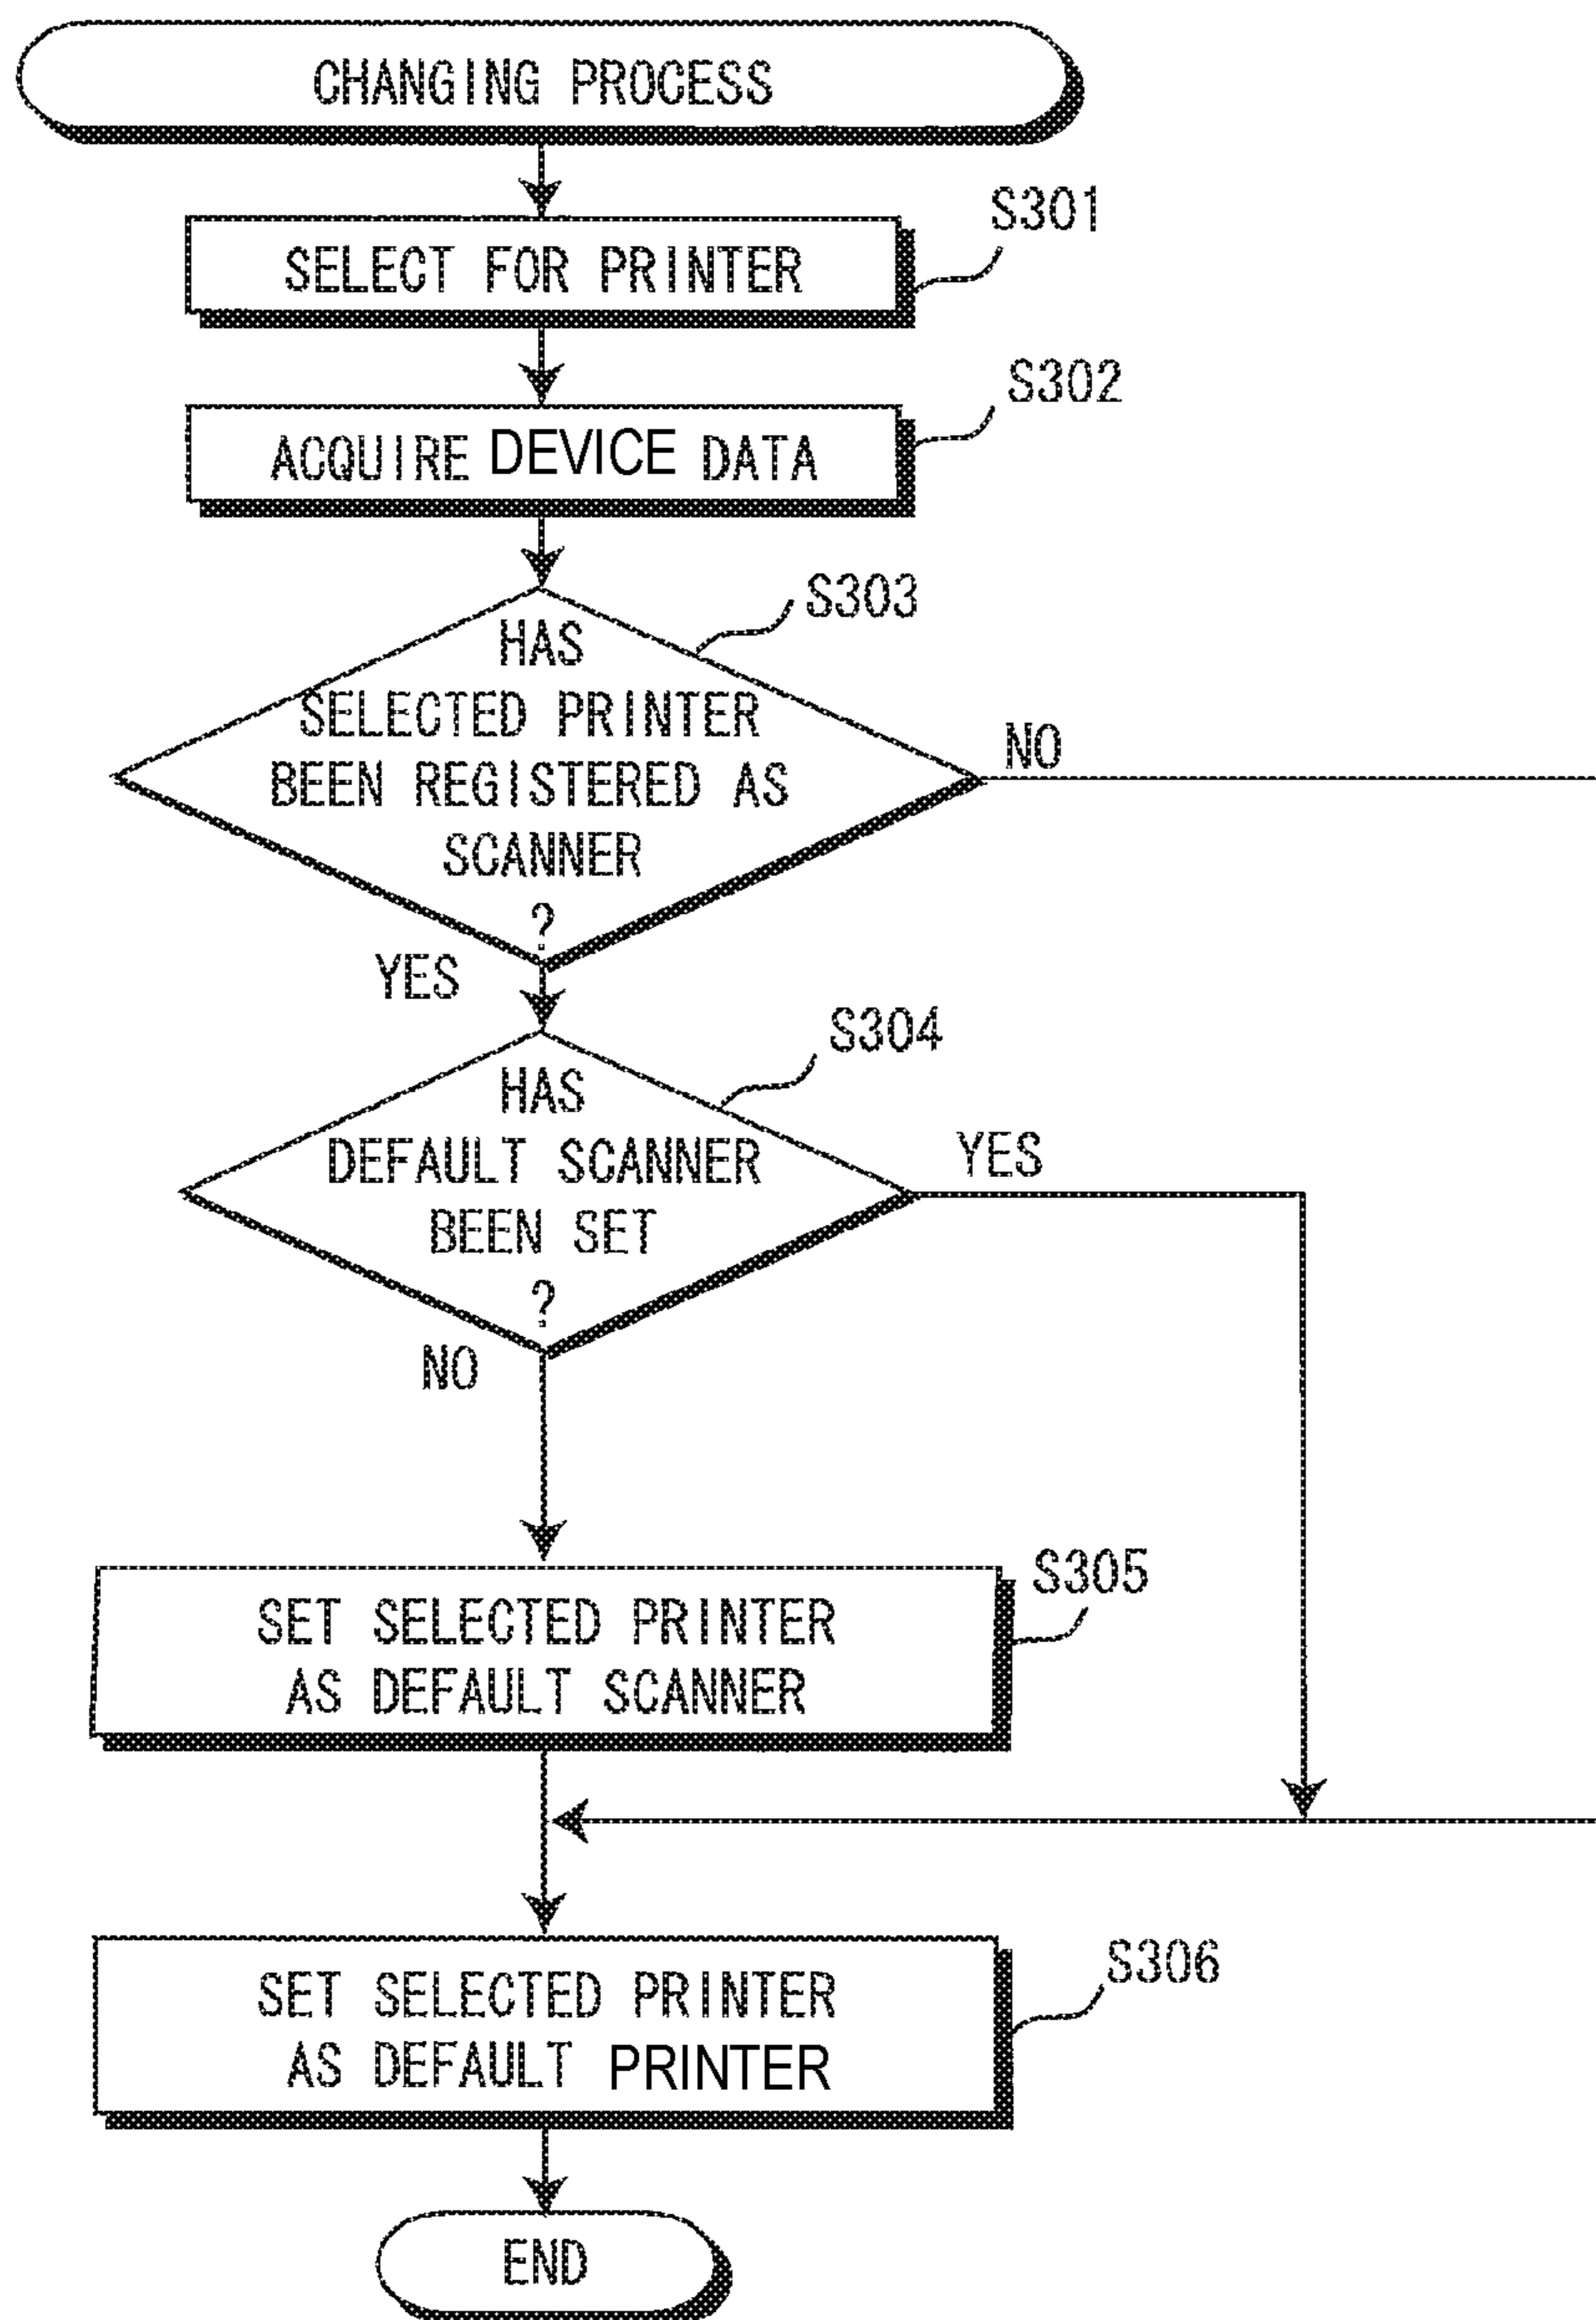 CHANGING PROCESS
S301
SELECT FOR PRINTER
S302
ACQUIRE DEVICE DATA
S303
HAS
SELECTED PRINTER
BEEN REGISTERED AS
SCANNER
?
NO
YES
S304
HAS
DEFAULT SCANNER
BEEN SET
?
YES
NO
S305
SET SELECTED PRINTER
AS DEFAULT SCANNER
S306
SET SELECTED PRINTER
AS DEFAULT PRINTER
END